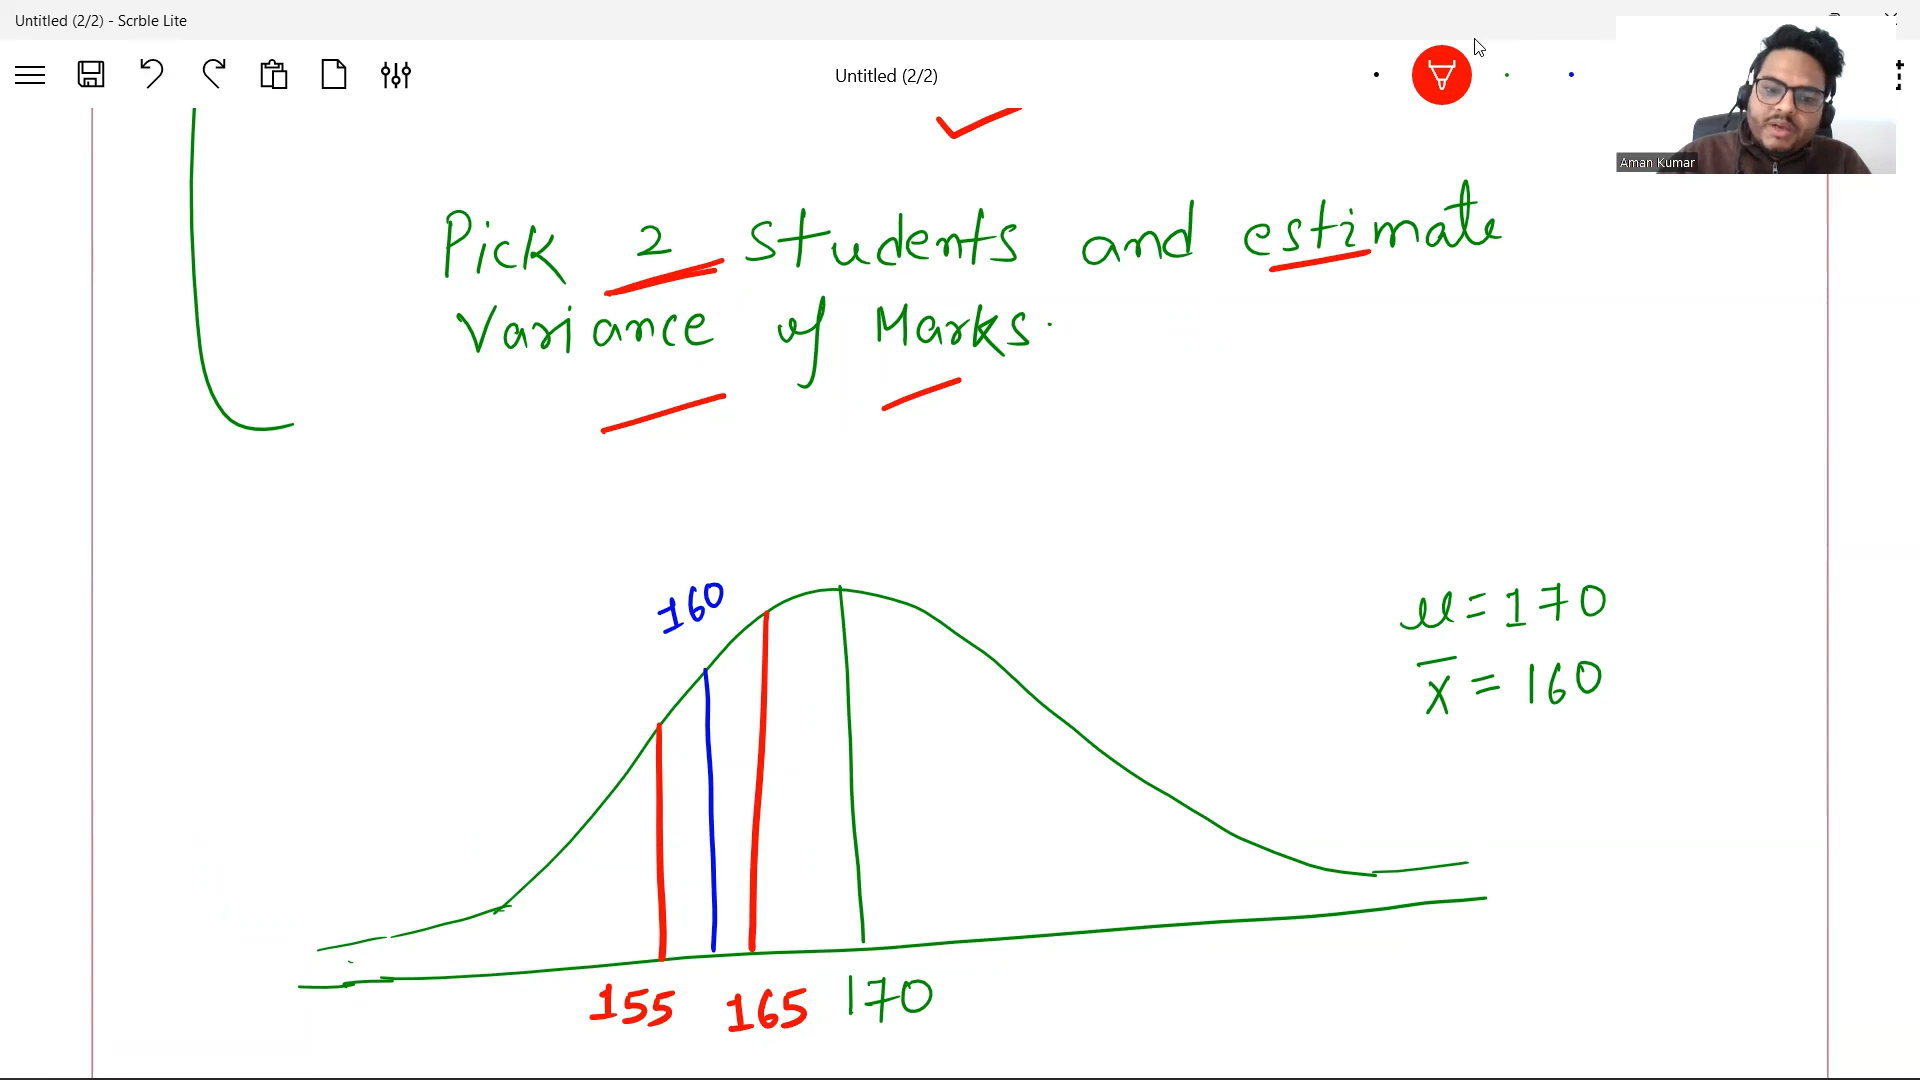 Untitled (2/2) - Scrble Lite
Untitled (2/2)
Aman Kumar
Pick 2 students and estimate
Variance of Marks.
160
μ = 170
x̄ = 160
155 165 170